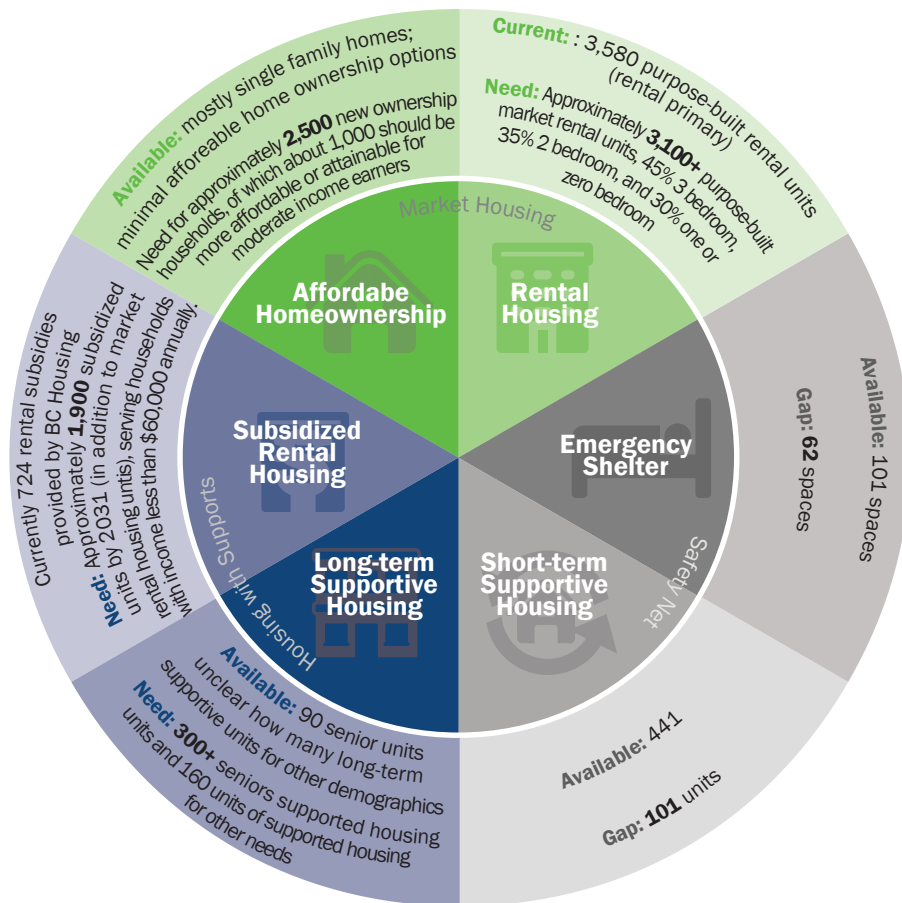 Available: mostly single family homes;
minimal afforeable home ownership options
Need for approximately 2,500 new ownership
households, of which about 1,000 should be
more affordable or attainable for
moderate income earners
Current: : 3,580 purpose-built rental units
(rental primary)
Need: Approximately 3,100+ purpose-built
market rental units, 45% 3 bedroom,
35% 2 bedroom, and 30% one or
zero bedroom
Market Housing
Affordabe
Homeownership
Rental
Housing
Available: 101 spaces
Gap: 62 spaces
Emergency
Shelter
Safety Net
Short-term
Supportive
Housing
Available: 441
Gap: 101 units
Long-term
Supportive
Housing
Available: 90 senior units
unclear how many long-term
supportive units for other demographics
Need: 300+ seniors supported housing
units and 160 units of supported housing
for other needs
Housing with Supports
Subsidized
Rental
Housing
Currently 724 rental subsidies
provided by BC Housing
Need: Approximately 1,900 subsidized
units by 2031 (in addition to market
rental housing untis), serving households
with income less than $60,000 annually.